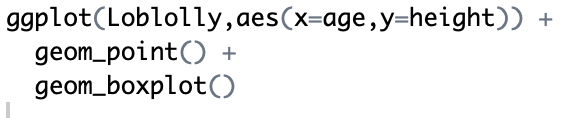 ggplot(Loblolly,aes(x=age,y=height)) +
  geom_point() +
  geom_boxplot()